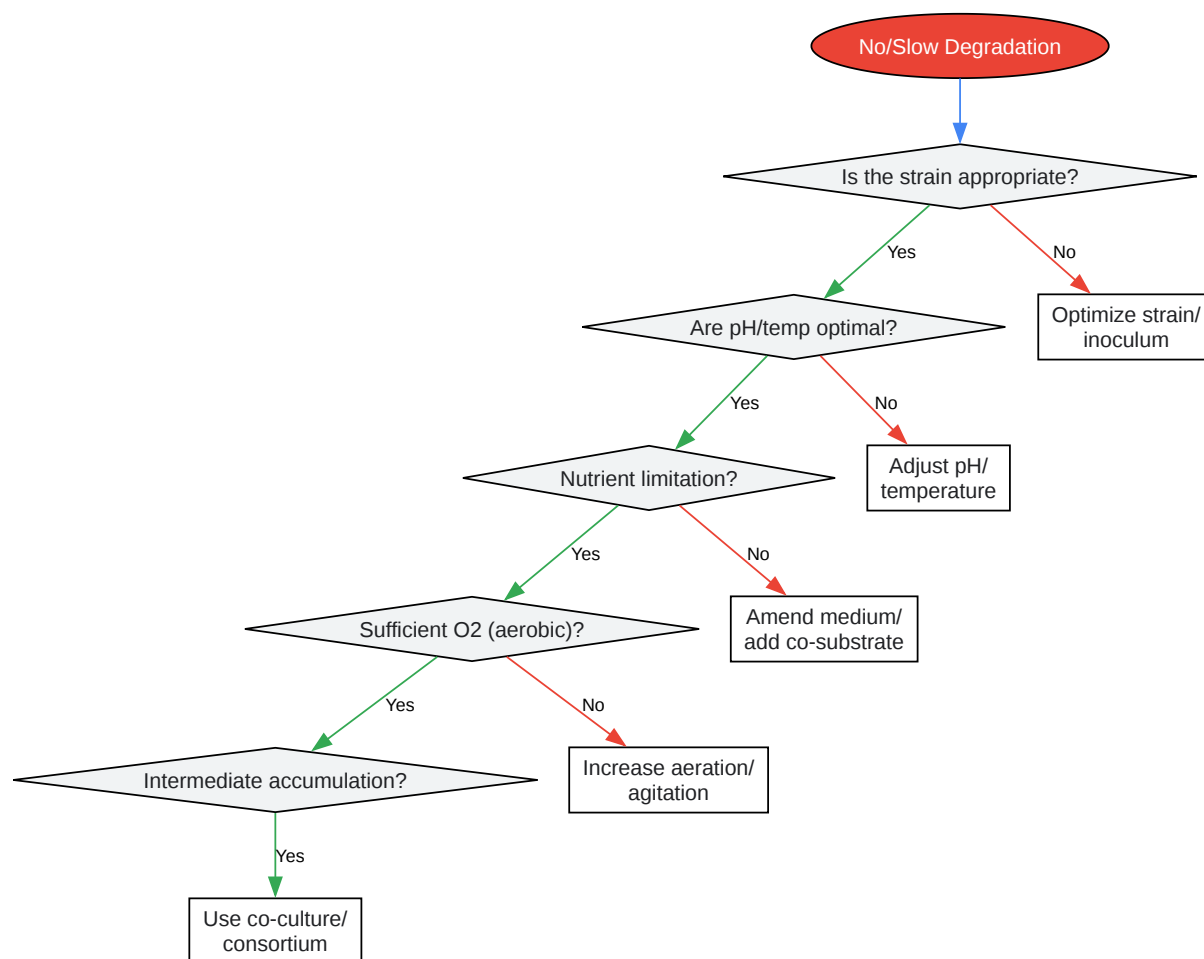 No/Slow Degradation
Is the strain appropriate?
Yes
No
Optimize strain/
inoculum
Are pH/temp optimal?
Yes
No
Adjust pH/
temperature
Nutrient limitation?
Yes
No
Amend medium/
add co-substrate
Sufficient O2 (aerobic)?
Yes
No
Increase aeration/
agitation
Intermediate accumulation?
Yes
Use co-culture/
consortium